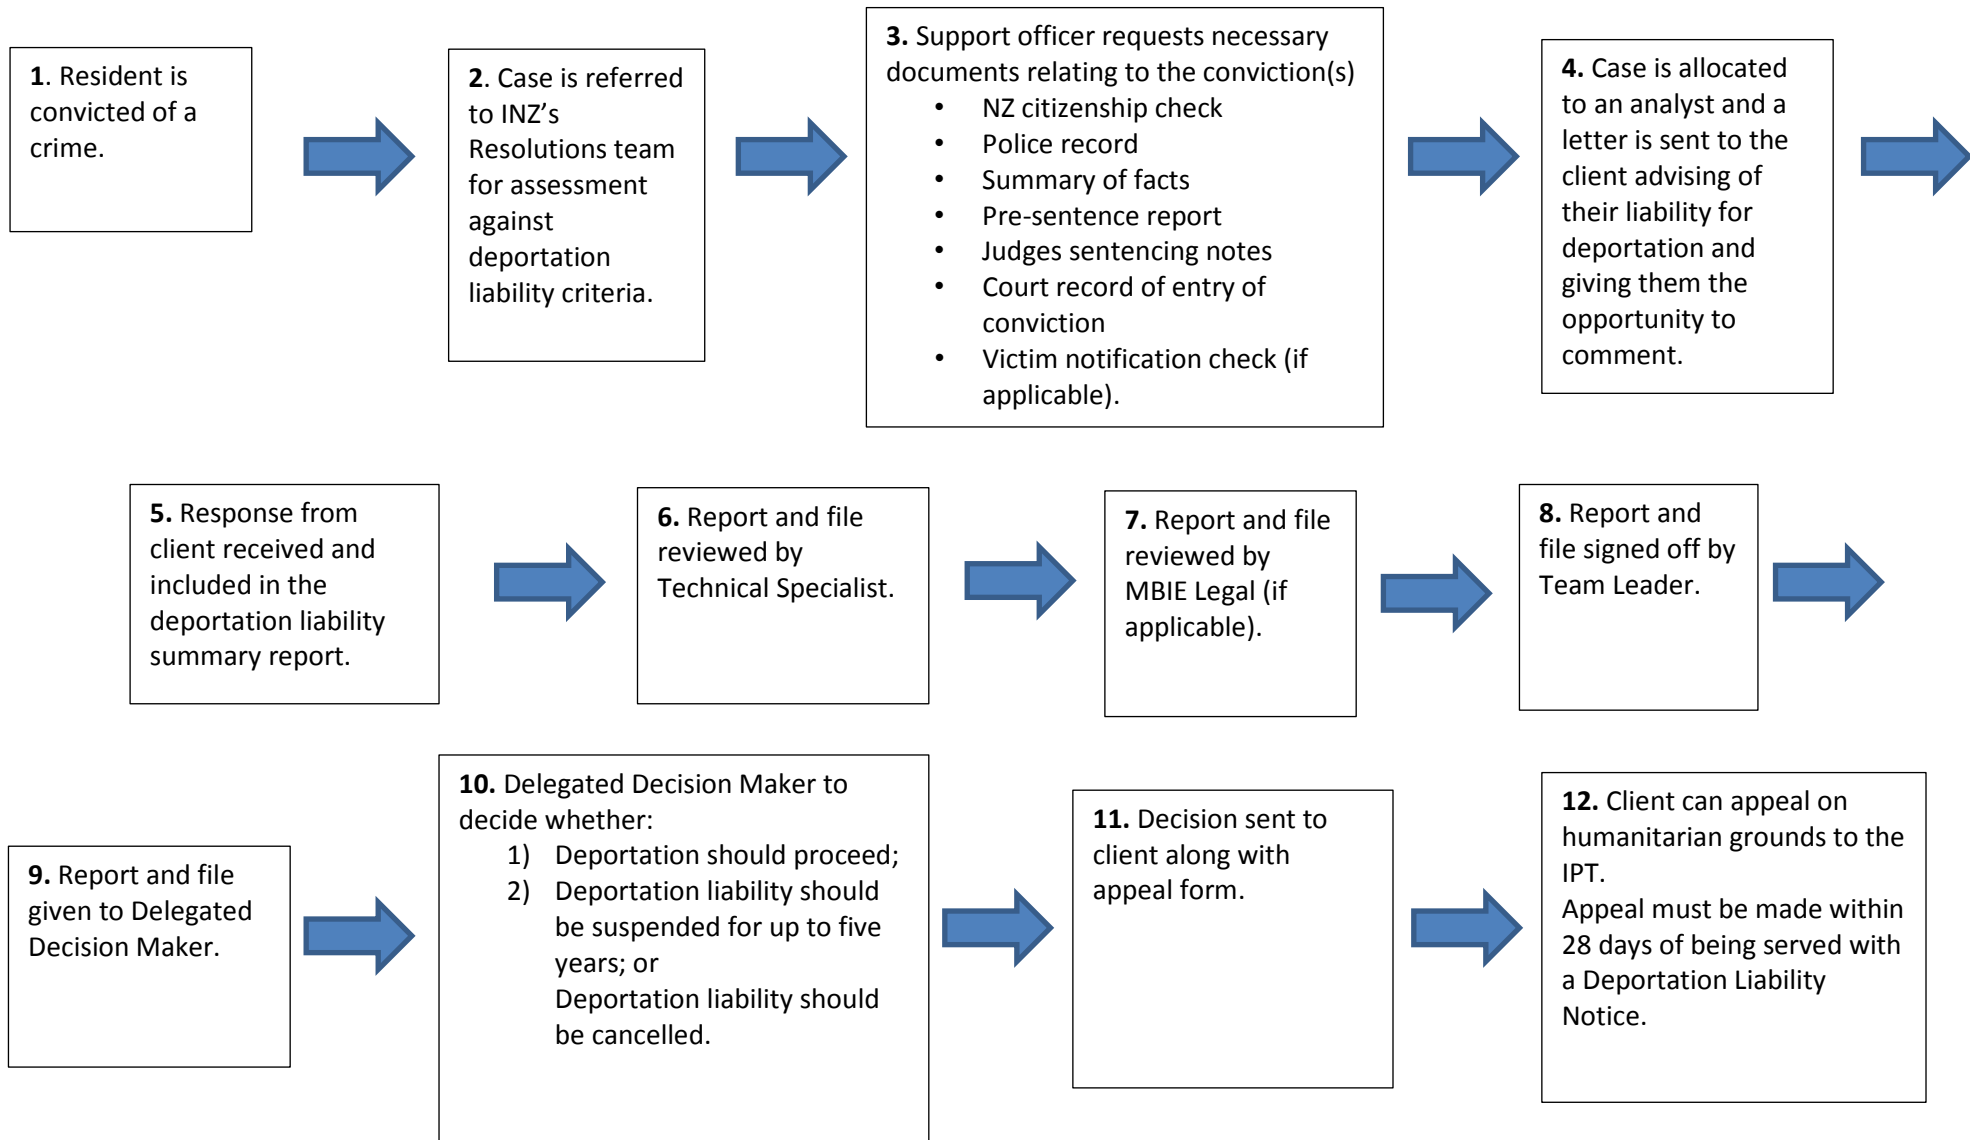 1. Resident is
convicted of a
crime.
2. Case is referred
to INZ’s
Resolutions team
for assessment
against
deportation
liability criteria.
3. Support officer requests necessary
documents relating to the conviction(s)
• NZ citizenship check
• Police record
• Summary of facts
• Pre-sentence report
• Judges sentencing notes
• Court record of entry of
conviction
• Victim notification check (if
applicable).
4. Case is allocated
to an analyst and a
letter is sent to the
client advising of
their liability for
deportation and
giving them the
opportunity to
comment.
5. Response from
client received and
included in the
deportation liability
summary report.
6. Report and file
reviewed by
Technical Specialist.
7. Report and file
reviewed by
MBIE Legal (if
applicable).
8. Report and
file signed off by
Team Leader.
9. Report and file
given to Delegated
Decision Maker.
10. Delegated Decision Maker to
decide whether:
1) Deportation should proceed;
2) Deportation liability should
be suspended for up to five
years; or
Deportation liability should
be cancelled.
11. Decision sent to
client along with
appeal form.
12. Client can appeal on
humanitarian grounds to the
IPT.
Appeal must be made within
28 days of being served with
a Deportation Liability
Notice.